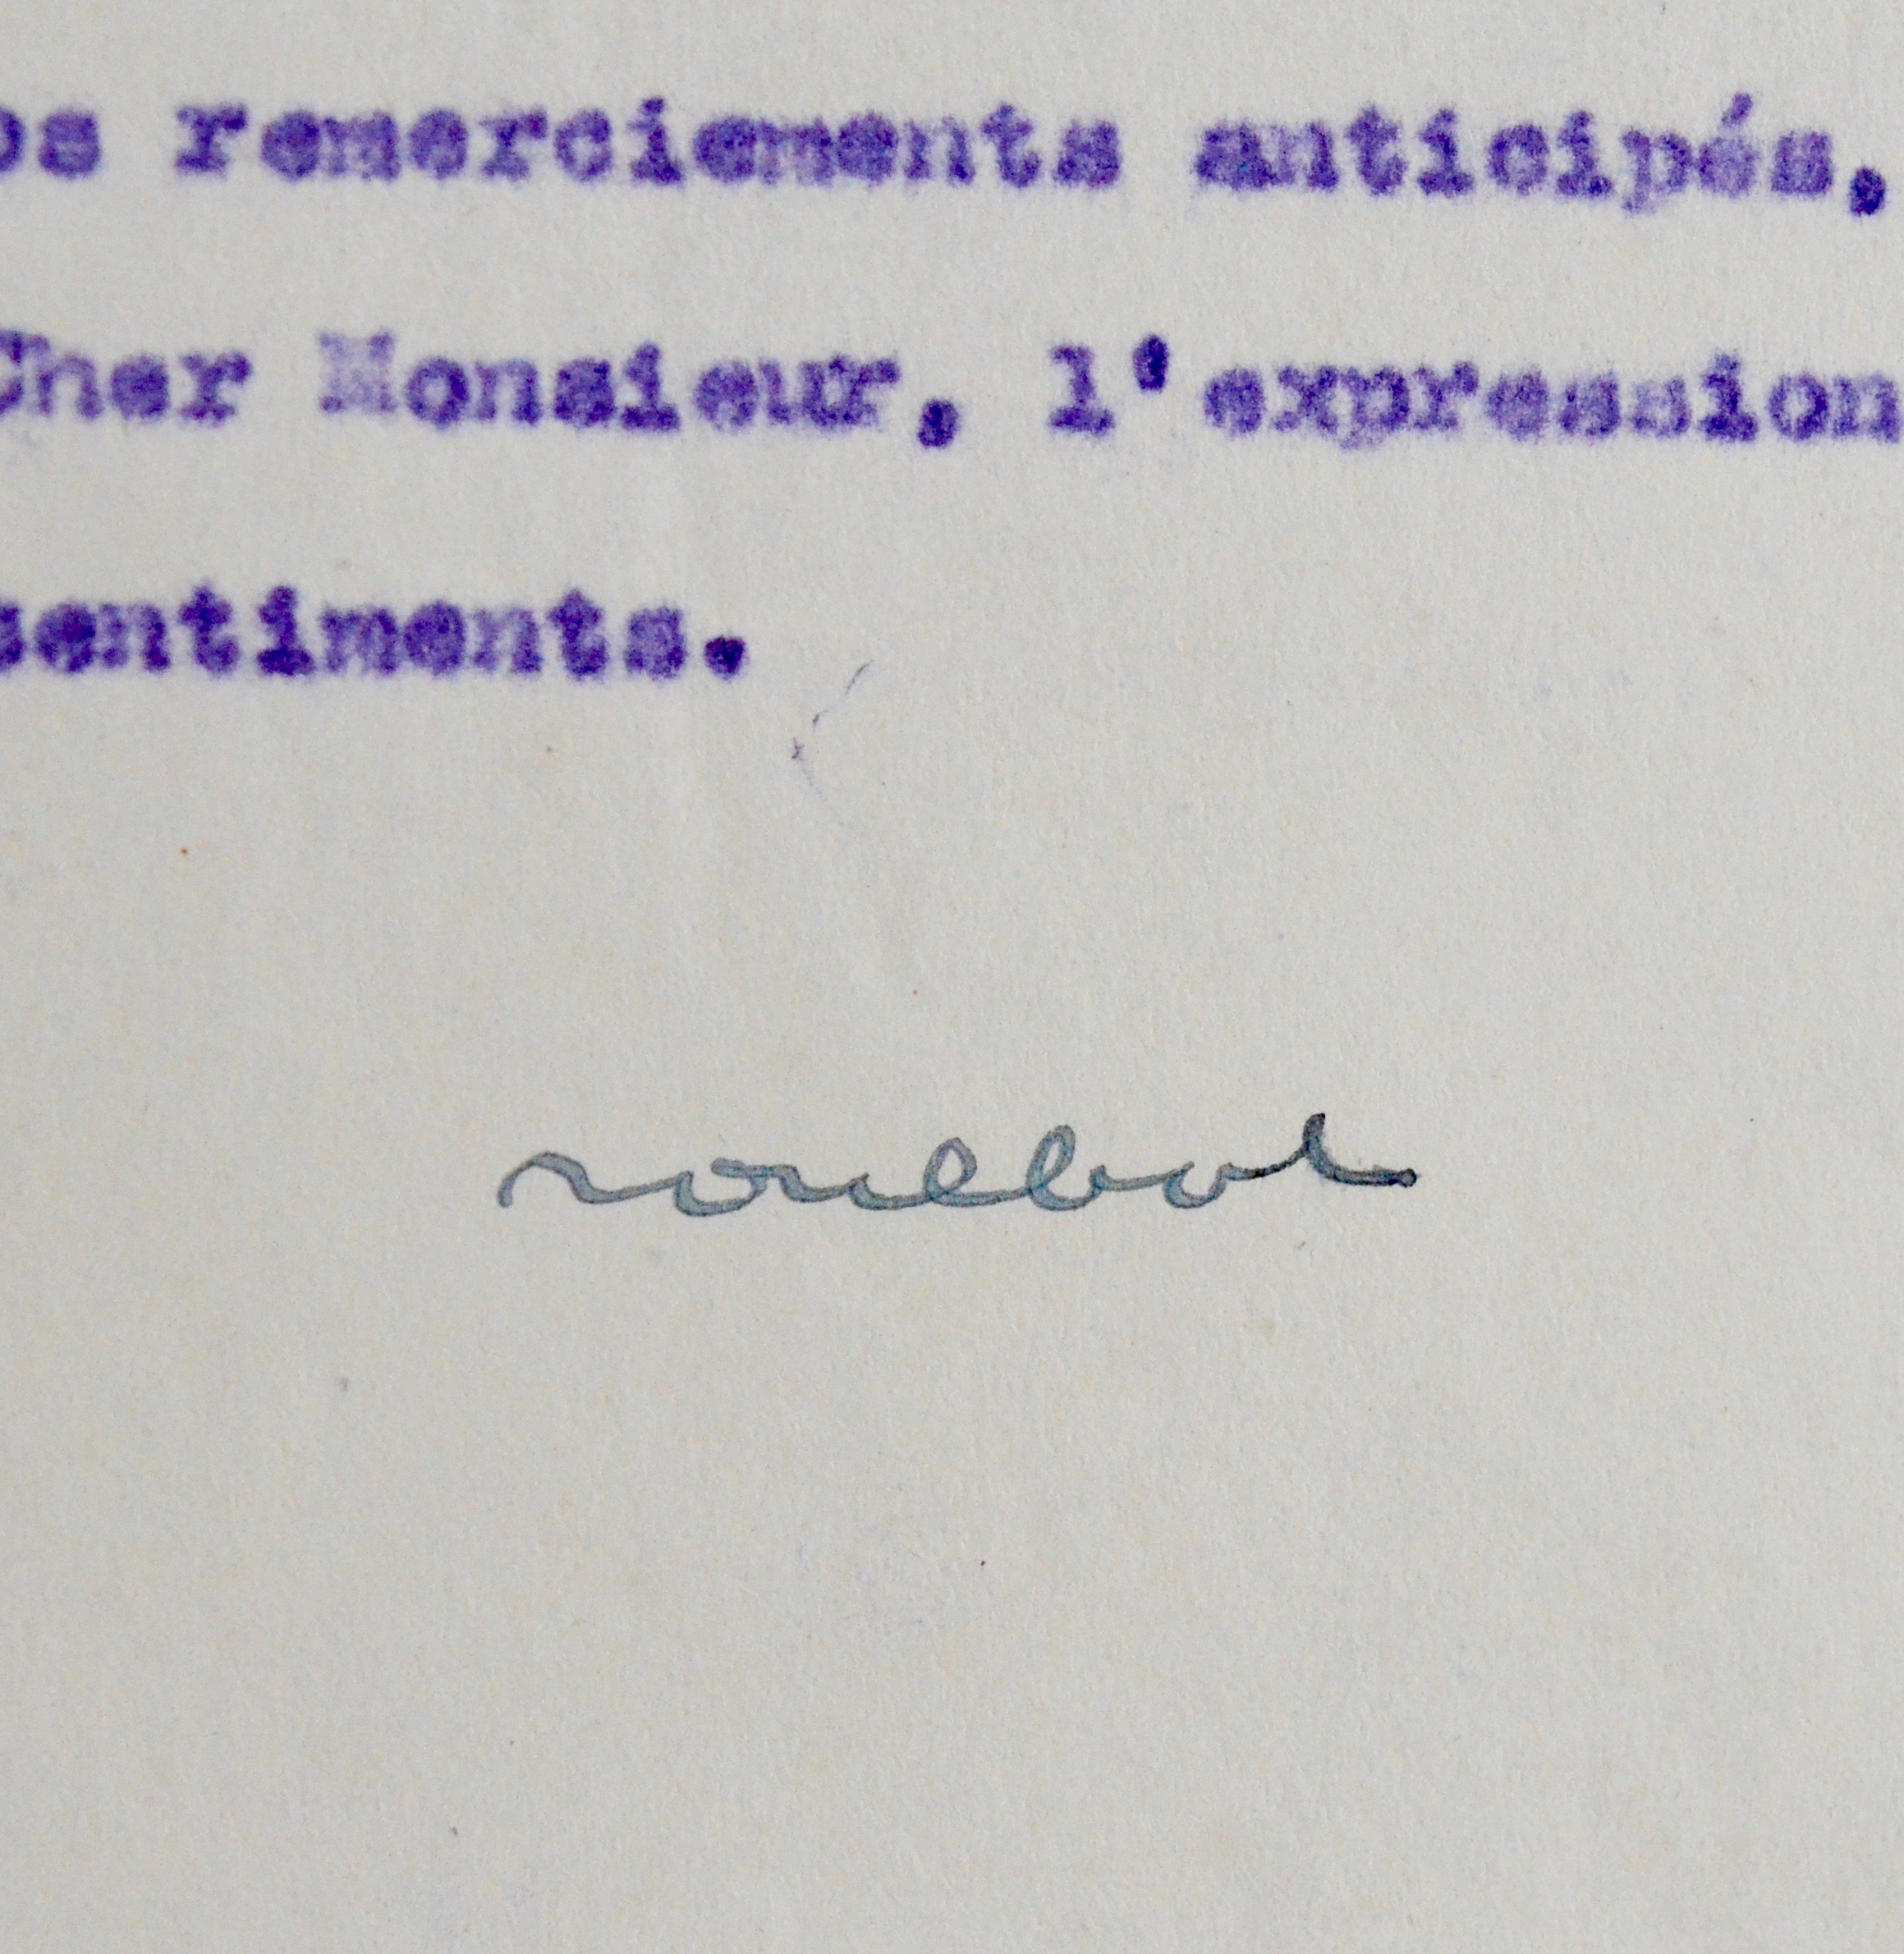 os remerciements anticipés,
Cher Monsieur, l'expression
sentiments.